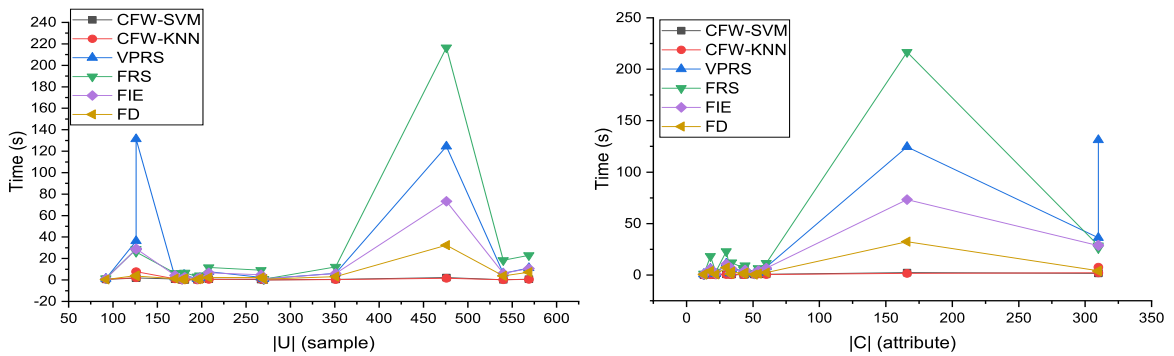 CFW-SVM
CFW-KNN
VPRS
FRS
FIE
FD
240
220
200
180
160
140
120
100
80
60
40
20
0
-20
Time (s)
50 100 150 200 250 300 350 400 450 500 550 600
|U| (sample)
CFW-SVM
CFW-KNN
VPRS
FRS
FIE
FD
250
200
150
100
50
0
Time (s)
0 50 100 150 200 250 300 350
|C| (attribute)